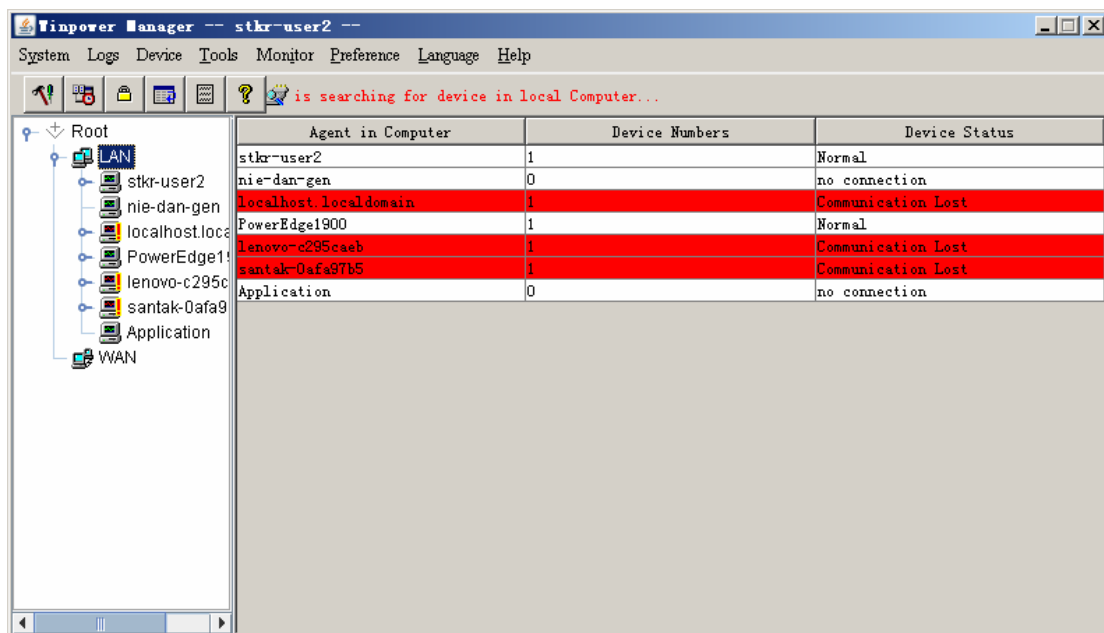 Winpower Manager -- stkr-user2 --
System Logs Device Tools Monitor Preference Language Help
is searching for device in local Computer...
Root
LAN
stkr-user2
nie-dan-gen
localhost.loca
PowerEdge19
lenovo-c295c
santak-0afa9
Application
WAN
Agent in Computer Device Numbers Device Status
stkr-user2 1 Normal
nie-dan-gen 0 no connection
localhost.localdomain 1 Communication Lost
PowerEdge1900 1 Normal
lenovo-c295caeb 1 Communication Lost
santak-0afa97b5 1 Communication Lost
Application 0 no connection